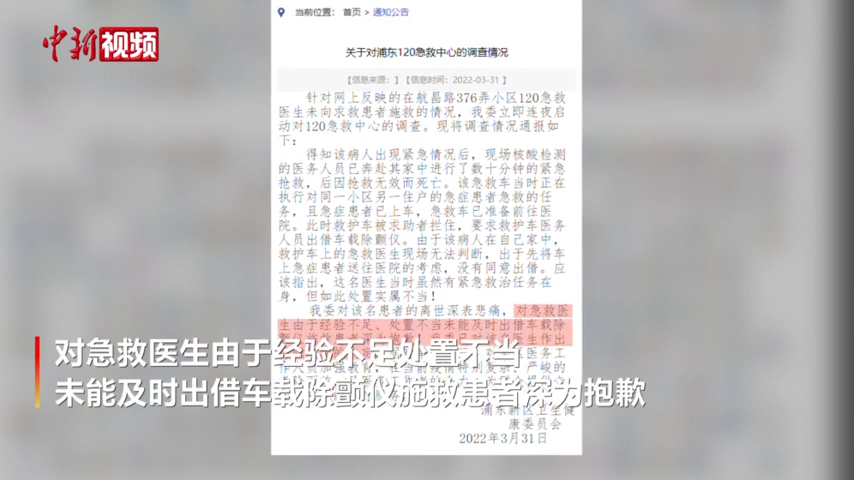 中新视频
当前位置: 首页 > 通知公告
关于对浦东120急救中心的调查情况
【信息来源：】【信息时间：2022-03-31 】
针对网上反映的在航昌路376弄小区120急救
医生未向求救患者施救的情况，我委立即连夜启
动对120急救中心的调查。现将调查情况通报如
下：
得知该病人出现紧急情况后，现场核酸检测
的医务人员已奔赴其家中进行了数十分钟的紧急
抢救，后因抢救无效而死亡。该急救车当时正在
执行对同一小区另一住户的急症患者急救的任
务，且急症患者已上车，急救车已准备前往医
院。此时救护车被求助者拦住，要求救护车医务
人员出借车载除颤仪。由于该病人在自己家中，
救护车上的急救医生现场无法判断，出于先将车
上急症患者送往医院的考虑，没有同意出借。应
该指出，这名医生当时虽然有紧急救治任务在
身，但如此处置实属不当！
我委对该名患者的离世深表悲痛，对急救医
生由于经验不足、处置不当未能及时出借车载除
对急救医生由于经验不足处置不当
未能及时出借车载除颤仪施救患者深为抱歉
浦东新区卫生健
康委员会
2022年3月31日